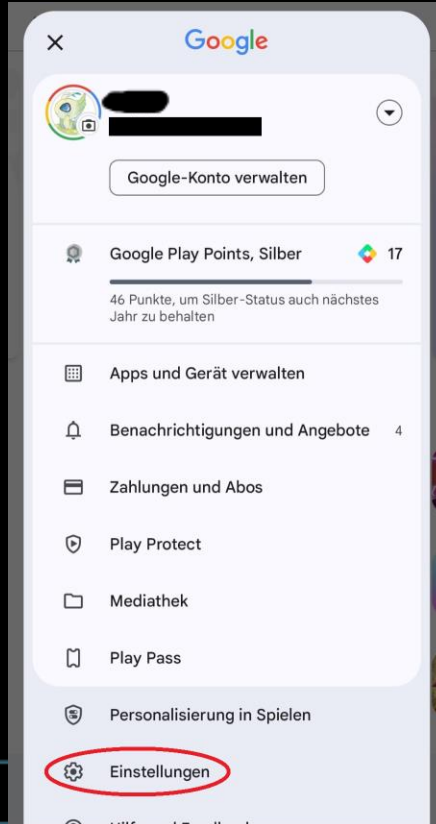 Google
Google-Konto verwalten
Google Play Points, Silber 17
46 Punkte, um Silber-Status auch nächstes
Jahr zu behalten
Apps und Gerät verwalten
Benachrichtigungen und Angebote 4
Zahlungen und Abos
Play Protect
Mediathek
Play Pass
Personalisierung in Spielen
Einstellungen